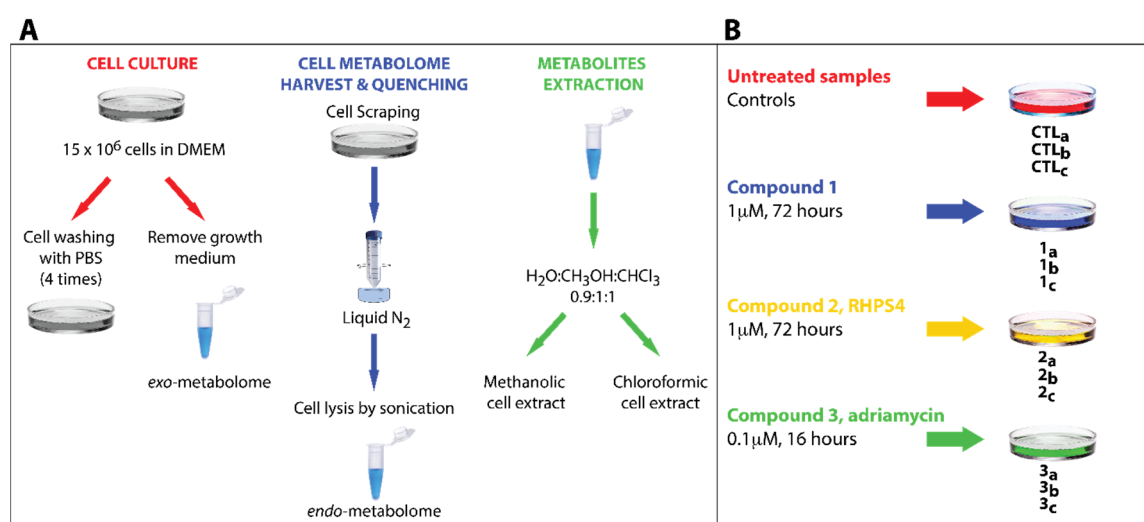 A
CELL CULTURE
15 x 10⁶ cells in DMEM
Cell washing
with PBS
(4 times)
Remove growth
medium
exo-metabolome
CELL METABOLOME
HARVEST & QUENCHING
Cell Scraping
Liquid N₂
Cell lysis by sonication
endo-metabolome
METABOLITES
EXTRACTION
H₂O:CH₃OH:CHCl₃
0.9:1:1
Methanolic
cell extract
Chloroformic
cell extract
B
Untreated samples
Controls
CTLa
CTLb
CTLc
Compound 1
1μM, 72 hours
1a
1b
1c
Compound 2, RHPS4
1μM, 72 hours
2a
2b
2c
Compound 3, adriamycin
0.1μM, 16 hours
3a
3b
3c